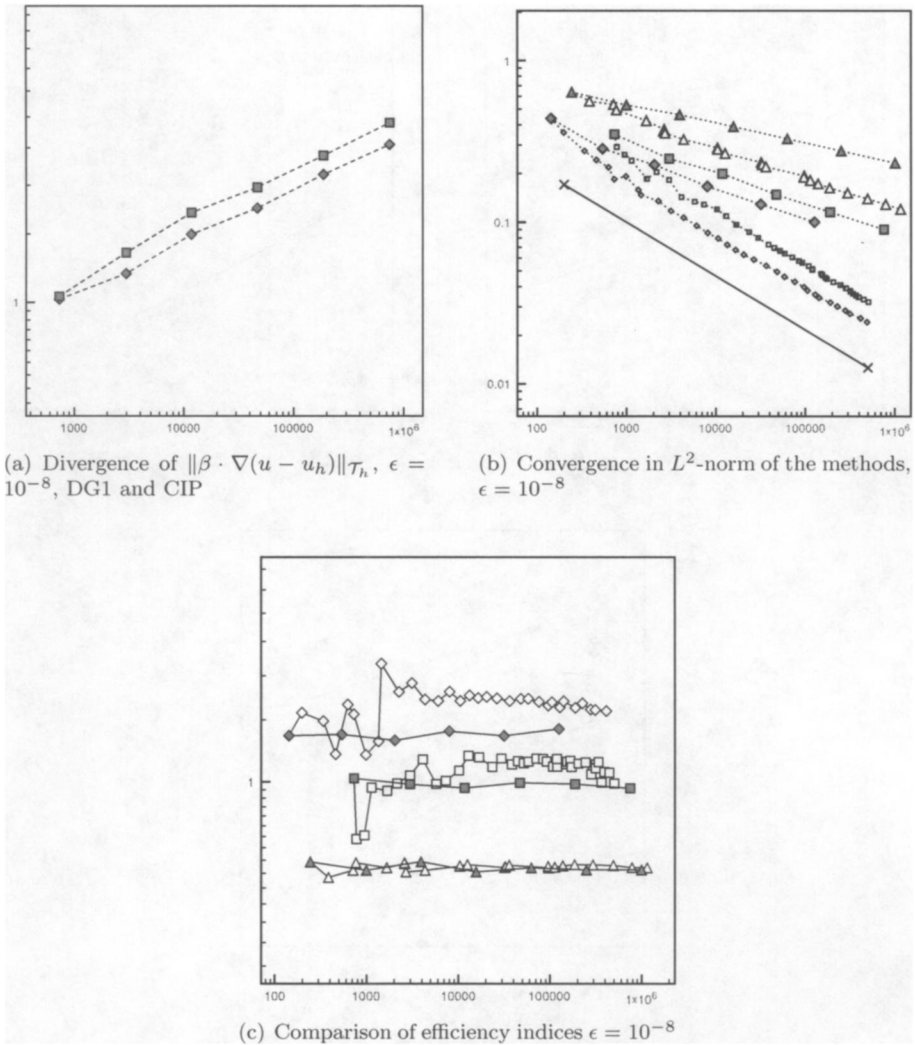 1
1000 10000 100000 1×10⁶
(a) Divergence of ‖β · ∇(u − uₕ)‖_𝒯ₕ, ϵ =
10⁻⁸, DG1 and CIP
1
0.1
0.01
100 1000 10000 100000 1×10⁶
(b) Convergence in L²-norm of the methods,
ϵ = 10⁻⁸
1
100 1000 10000 100000 1×10⁶
(c) Comparison of efficiency indices ϵ = 10⁻⁸